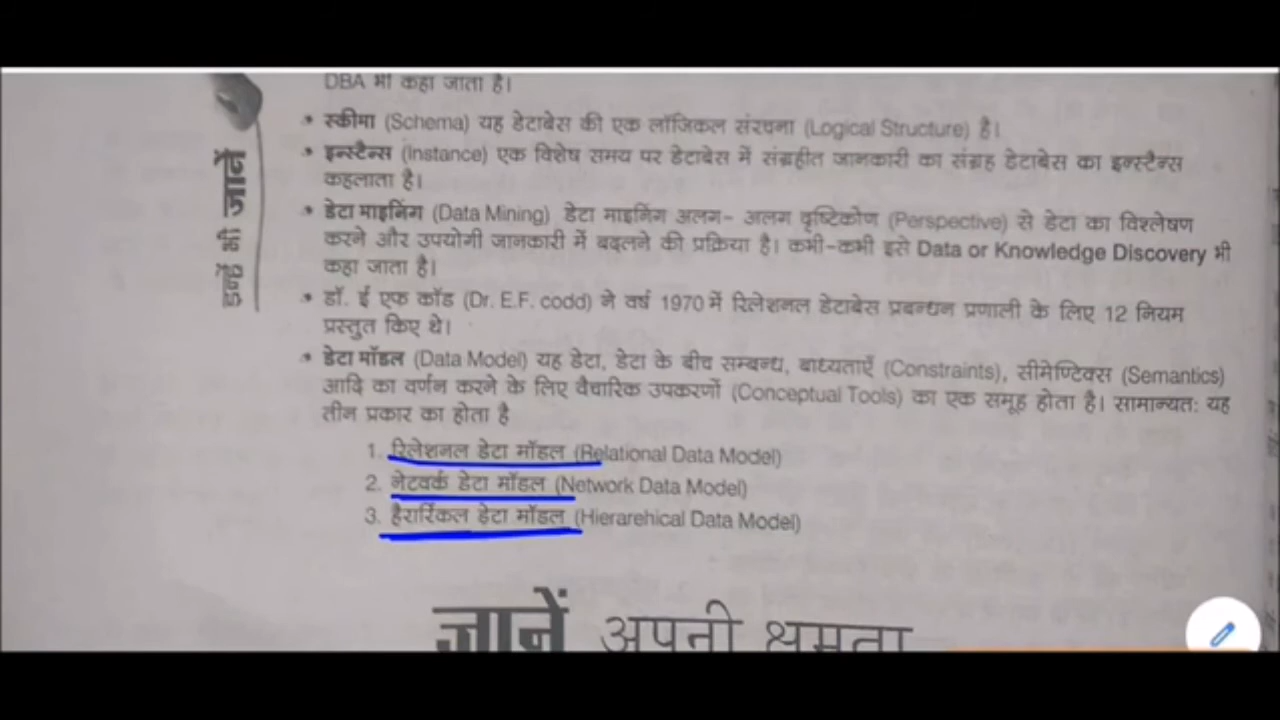 DBA भी कहा जाता है।
• स्कीमा (Schema) यह डेटाबेस की एक लॉजिकल संरचना (Logical Structure) है।
• इन्स्टैन्स (Instance) एक विशेष समय पर डेटाबेस में संग्रहीत जानकारी का संग्रह डेटाबेस का इन्स्टैन्स
कहलाता है।
• डेटा माइनिंग (Data Mining) डेटा माइनिंग अलग- अलग दृष्टिकोण (Perspective) से डेटा का विश्लेषण
करने और उपयोगी जानकारी में बदलने की प्रक्रिया है। कभी-कभी इसे Data or Knowledge Discovery भी
कहा जाता है।
• डॉ. ई एफ कॉड (Dr. E.F. codd) ने वर्ष 1970 में रिलेशनल डेटाबेस प्रबन्धन प्रणाली के लिए 12 नियम
प्रस्तुत किए थे।
• डेटा मॉडल (Data Model) यह डेटा, डेटा के बीच सम्बन्ध, बाध्यताएँ (Constraints), सीमेण्टिक्स (Semantics)
आदि का वर्णन करने के लिए वैचारिक उपकरणों (Conceptual Tools) का एक समूह होता है। सामान्यत: यह
तीन प्रकार का होता है
1. रिलेशनल डेटा मॉडल (Relational Data Model)
2. नेटवर्क डेटा मॉडल (Network Data Model)
3. हैरार्रिकल डेटा मॉडल (Hierarehical Data Model)
इन्हें भी जानें
जानें अपनी क्षमता